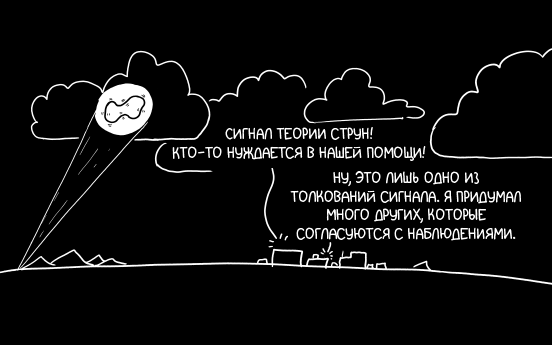 СИГНАЛ ТЕОРИИ СТРУН!
КТО-ТО НУЖДАЕТСЯ В НАШЕЙ ПОМОЩИ!
НУ, ЭТО ЛИШЬ ОДНО ИЗ
ТОЛКОВАНИЙ СИГНАЛА. Я ПРИДУМАЛ
МНОГО ДРУГИХ, КОТОРЫЕ
СОГЛАСУЮТСЯ С НАБЛЮДЕНИЯМИ.